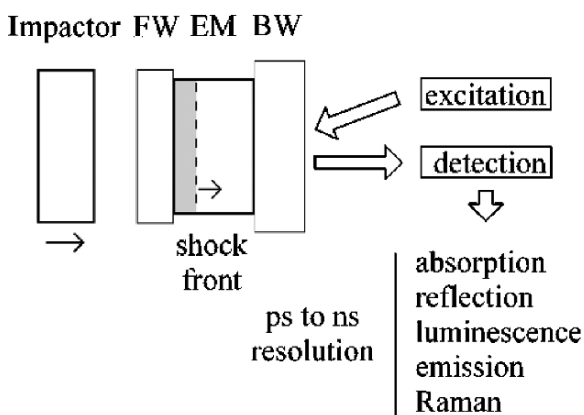 Impactor FW EM BW
excitation
detection
shock
front
ps to ns
resolution
absorption
reflection
luminescence
emission
Raman